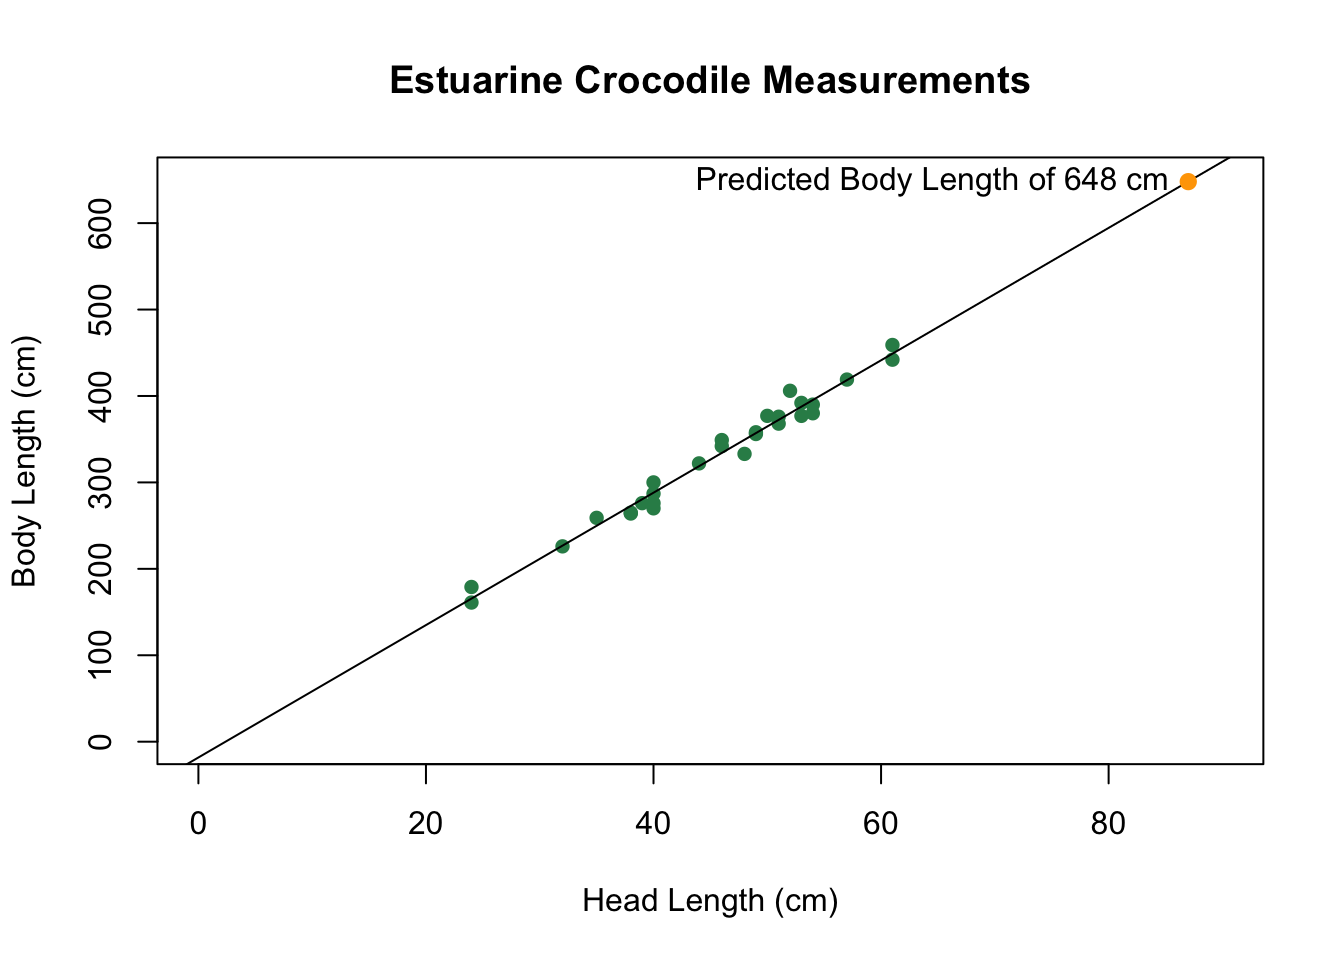 Estuarine Crocodile Measurements
Predicted Body Length of 648 cm
Body Length (cm)
600
500
400
300
200
100
0
0 20 40 60 80
Head Length (cm)